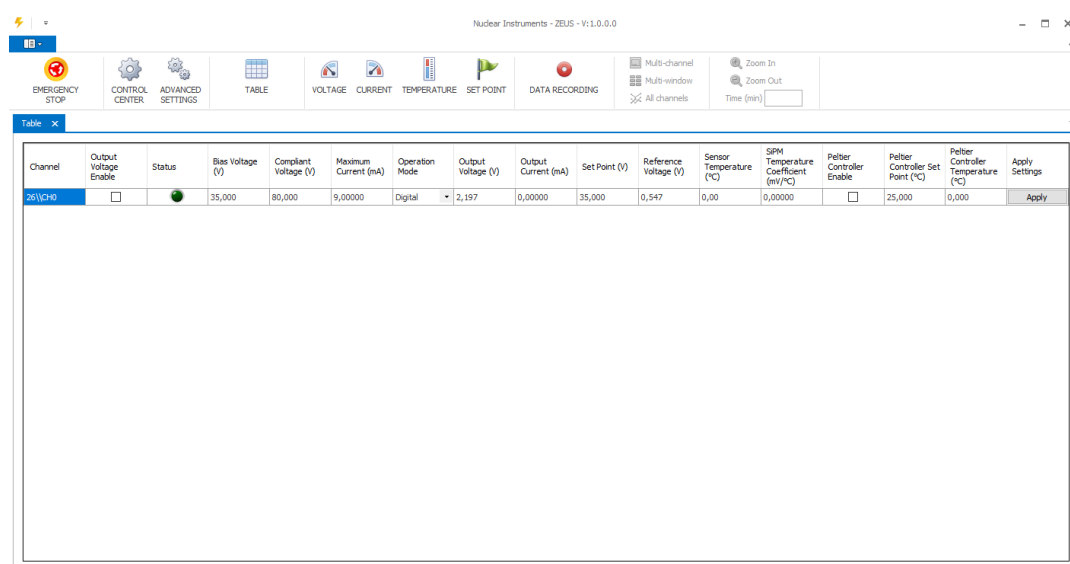 Nuclear Instruments - ZEUS - V:1.0.0.0
EMERGENCY
STOP
CONTROL
CENTER
ADVANCED
SETTINGS
TABLE
VOLTAGE
CURRENT
TEMPERATURE
SET POINT
DATA RECORDING
Multi-channel
Multi-window
All channels
Zoom In
Zoom Out
Time (min)
Table
Channel
Output
Voltage
Enable
Status
Bias Voltage
(V)
Compliant
Voltage (V)
Maximum
Current (mA)
Operation
Mode
Output
Voltage (V)
Output
Current (mA)
Set Point (V)
Reference
Voltage (V)
Sensor
Temperature
(°C)
SiPM
Temperature
Coefficient
(mV/°C)
Peltier
Controller
Enable
Peltier
Controller Set
Point (°C)
Peltier
Controller
Temperature
(°C)
Apply
Settings
26\\CH0
35,000
80,000
9,00000
Digital
2,197
0,00000
35,000
0,547
0,00
0,00000
25,000
0,000
Apply